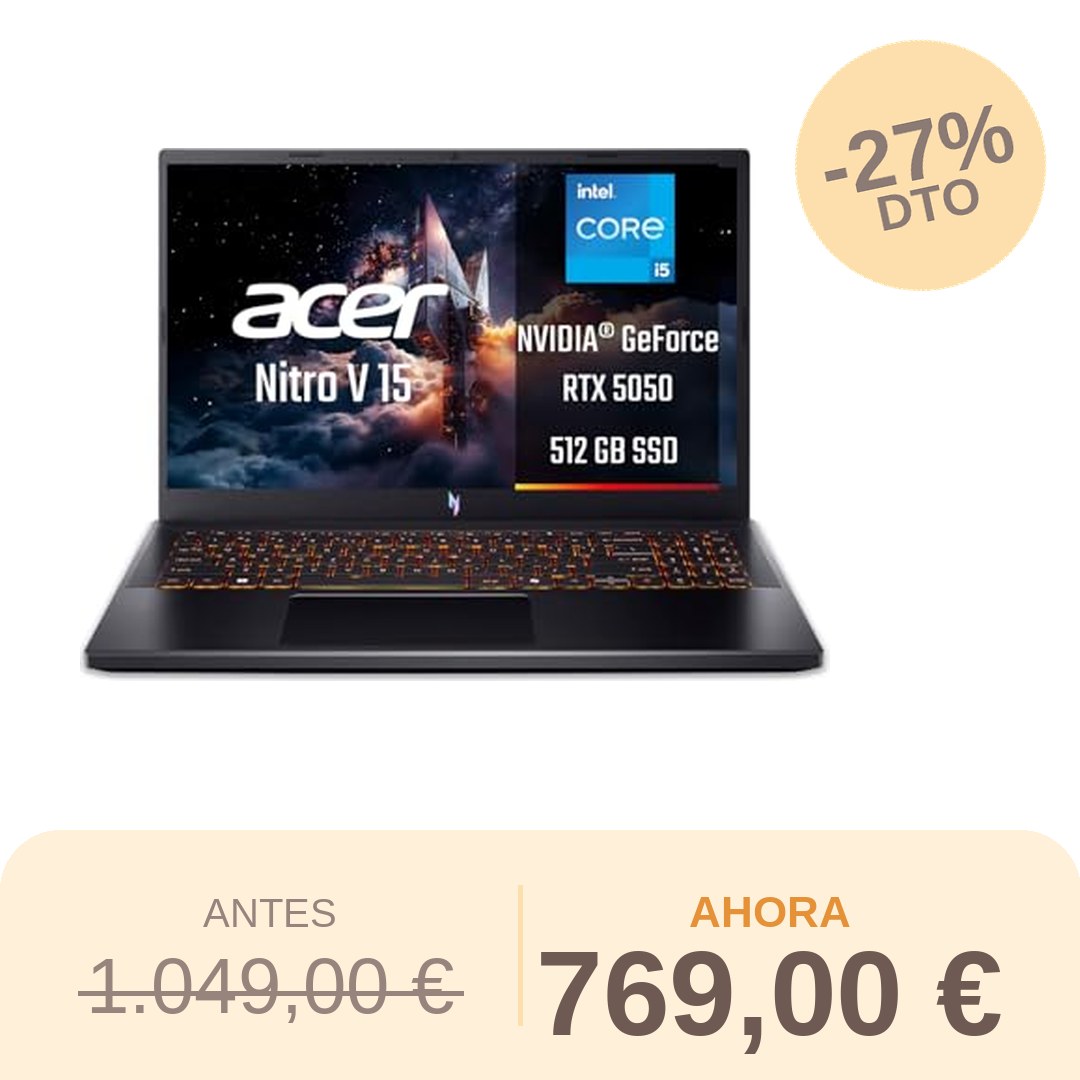 -27%
DTO
intel.
CORE
i5
acer
Nitro V 15
NVIDIA® GeForce
RTX 5050
512 GB SSD
ANTES
1.049,00 €
AHORA
769,00 €